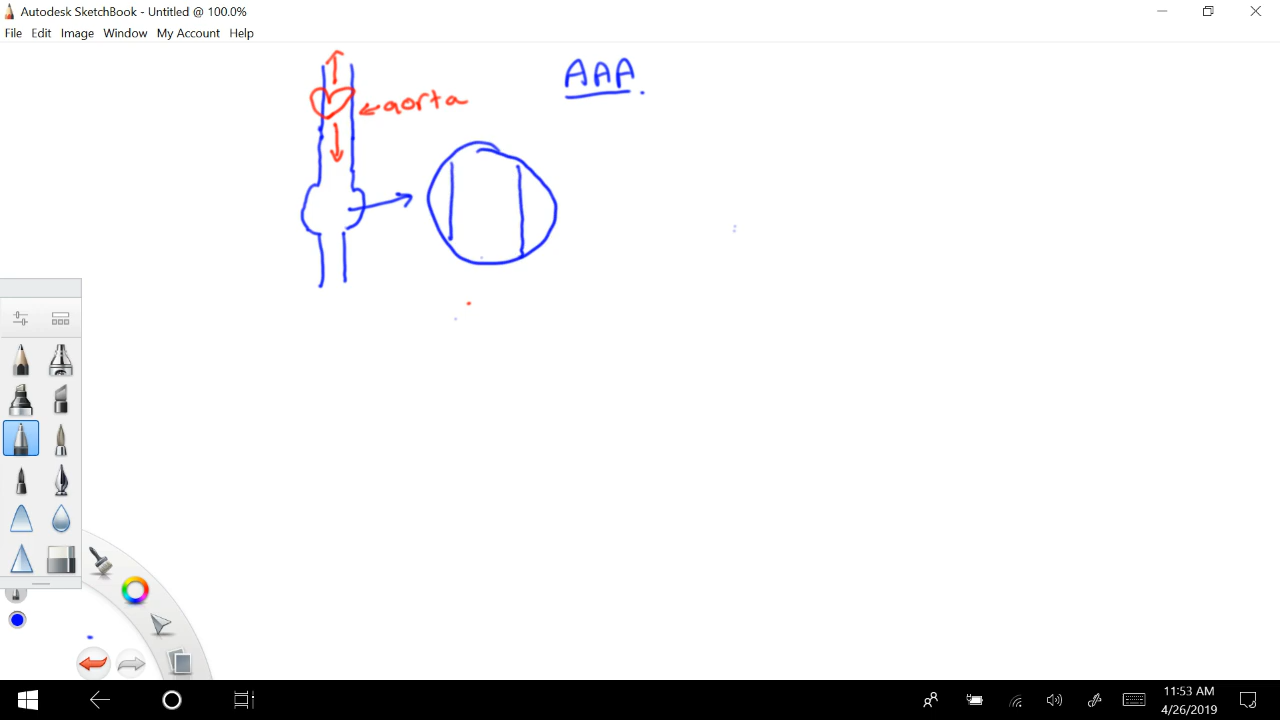 Autodesk SketchBook - Untitled @ 100.0%
File Edit Image Window My Account Help
AAA.
aorta
11:53 AM
4/26/2019